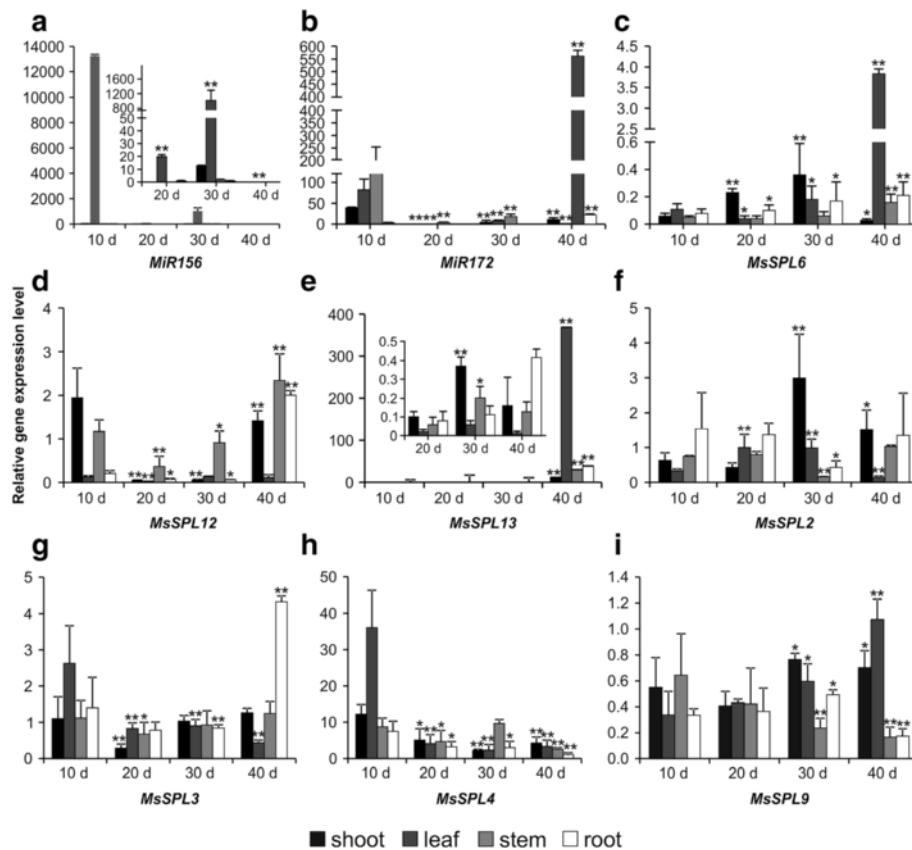 a
14000
12000
10000
8000
6000
4000
2000
0
1600
1200
800
50
40
30
20
10
0
**
**
**
20 d
30 d
40 d
10 d
20 d
30 d
40 d
MiR156
b
600
550
500
400
350
300
250
200
150
100
50
0
****
**
**
**
**
**
**
**
10 d
20 d
30 d
40 d
MiR172
c
4.5
4.0
3.5
3.0
2.5
0.6
0.4
0.2
0.0
**
*
*
**
*
*
*
**
**
**
10 d
20 d
30 d
40 d
MsSPL6
Relative gene expression level
d
4
3
2
1
0
**
**
**
*
**
*
*
**
**
**
10 d
20 d
30 d
40 d
MsSPL12
e
400
300
200
100
0
0.5
0.4
0.3
0.2
0.1
0
**
*
20 d
30 d
40 d
**
**
**
**
10 d
20 d
30 d
40 d
MsSPL13
f
5
4
3
2
1
0
**
**
**
**
*
*
**
10 d
20 d
30 d
40 d
MsSPL2
g
5
4
3
2
1
0
**
**
*
**
**
**
**
10 d
20 d
30 d
40 d
MsSPL3
h
50
40
30
20
10
0
*
**
*
*
**
**
*
**
**
**
**
10 d
20 d
30 d
40 d
MsSPL4
i
1.4
1.2
1.0
0.8
0.6
0.4
0.2
0.0
*
*
**
*
*
**
**
**
10 d
20 d
30 d
40 d
MsSPL9
shoot leaf stem root